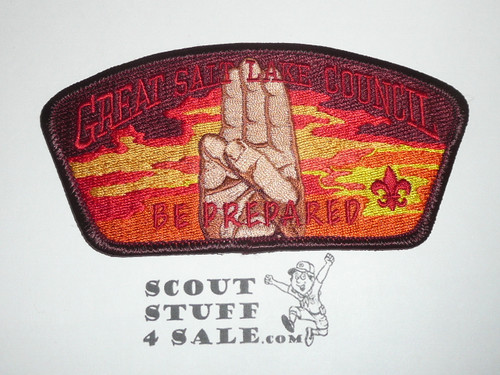 GREAT SALT LAKE COUNCIL
BE PREPARED
SCOUT
STUFF
4 SALE.COM